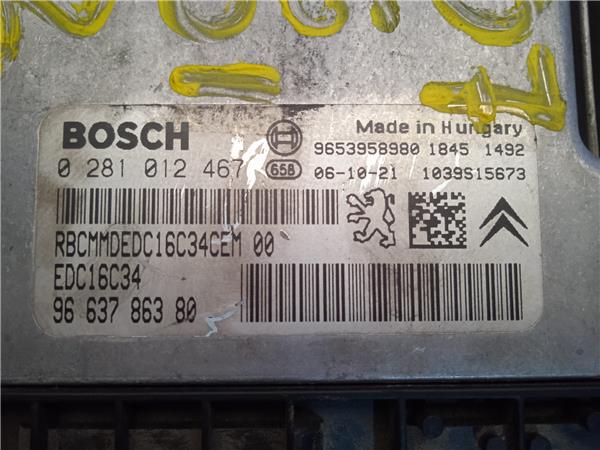 BOSCH
Made in Hungary
9653958980 1845 1492
0 281 012 467
658
06-10-21 1039S15673
RBCMMDEDC16C34CEM 00
EDC16C34
96 637 863 80